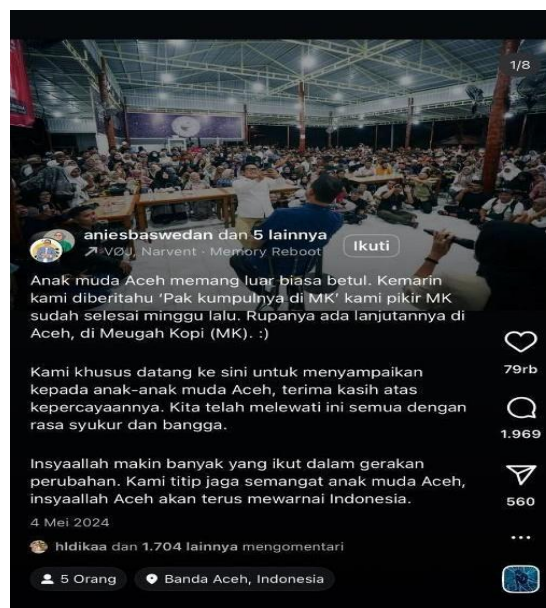 1/8
aniesbaswedan dan 5 lainnya
VØJ, Narvent · Memory Reboot
Ikuti
Anak muda Aceh memang luar biasa betul. Kemarin
kami diberitahu ‘Pak kumpulnya di MK’ kami pikir MK
sudah selesai minggu lalu. Rupanya ada lanjutannya di
Aceh, di Meugah Kopi (MK). :)
Kami khusus datang ke sini untuk menyampaikan
kepada anak-anak muda Aceh, terima kasih atas
kepercayaannya. Kita telah melewati ini semua dengan
rasa syukur dan bangga.
Insyaallah makin banyak yang ikut dalam gerakan
perubahan. Kami titip jaga semangat anak muda Aceh,
insyaallah Aceh akan terus mewarnai Indonesia.
4 Mei 2024
hldikaa dan 1.704 lainnya mengomentari
5 Orang
Banda Aceh, Indonesia
79rb
1.969
560